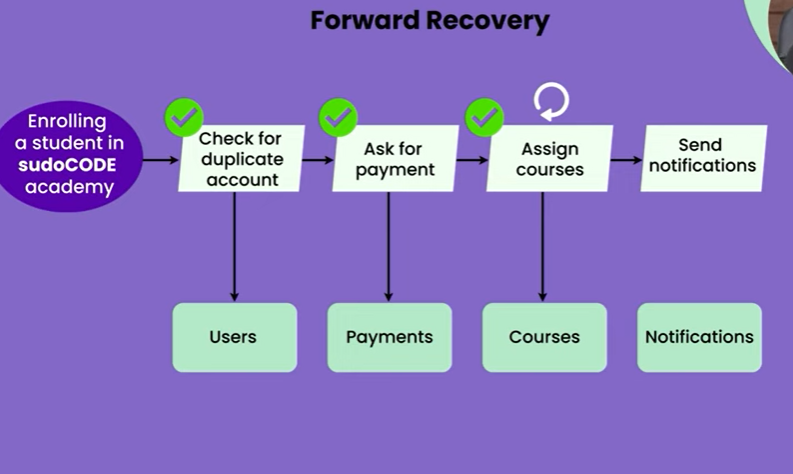 Forward Recovery
Enrolling
a student in
sudoCODE
academy
Check for
duplicate
account
Ask for
payment
Assign
courses
Send
notifications
Users
Payments
Courses
Notifications